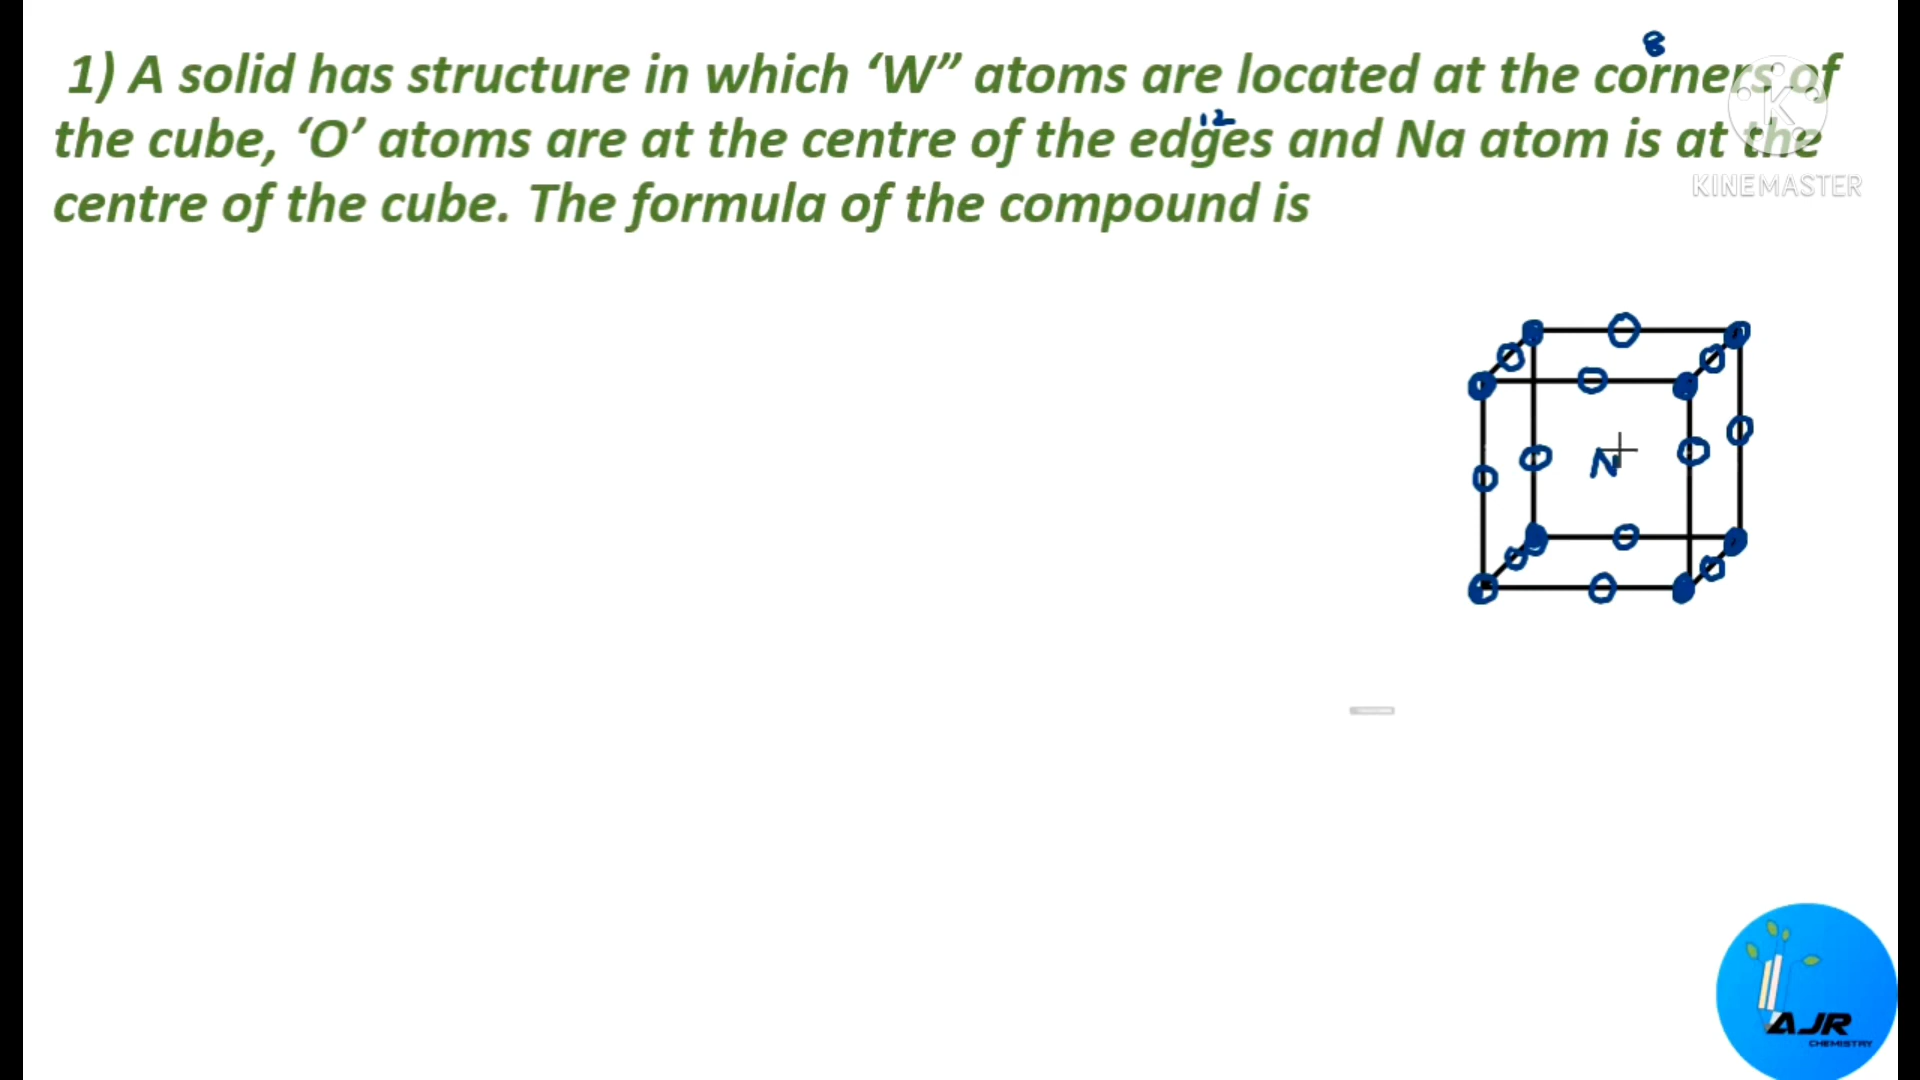 8
1) A solid has structure in which ‘W” atoms are located at the corners of
12
the cube, ‘O’ atoms are at the centre of the edges and Na atom is at the
centre of the cube. The formula of the compound is
K
KINEMASTER
N
AJR
CHEMISTRY